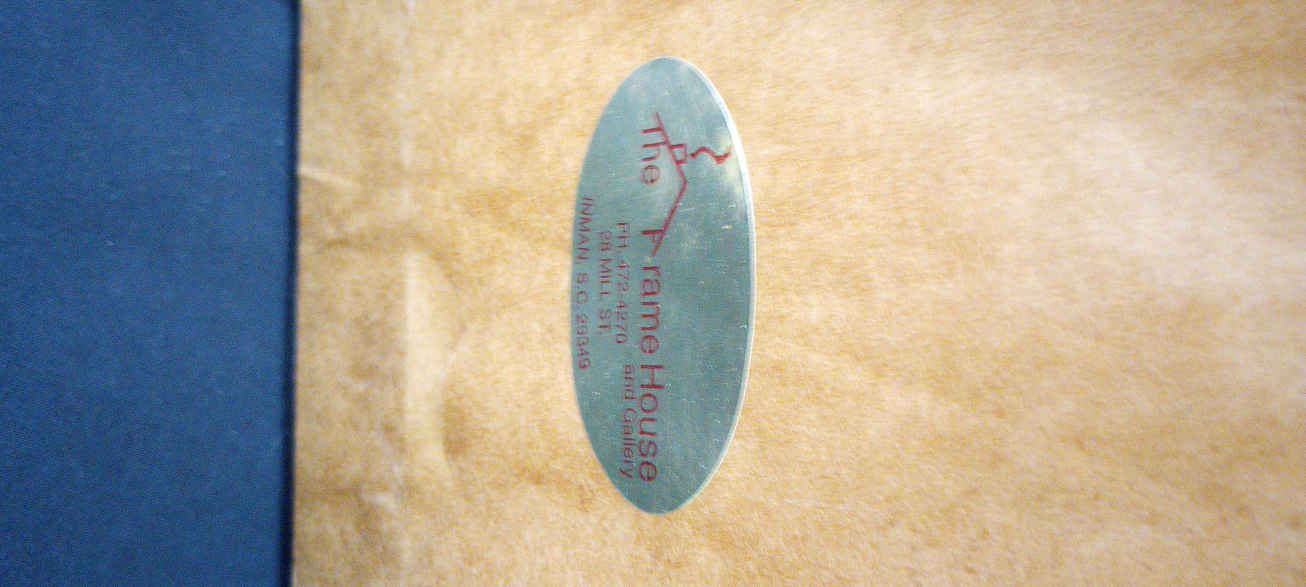 The Frame House
and Gallery
PH. 472-4270
28 MILL ST.
INMAN, S.C. 29349